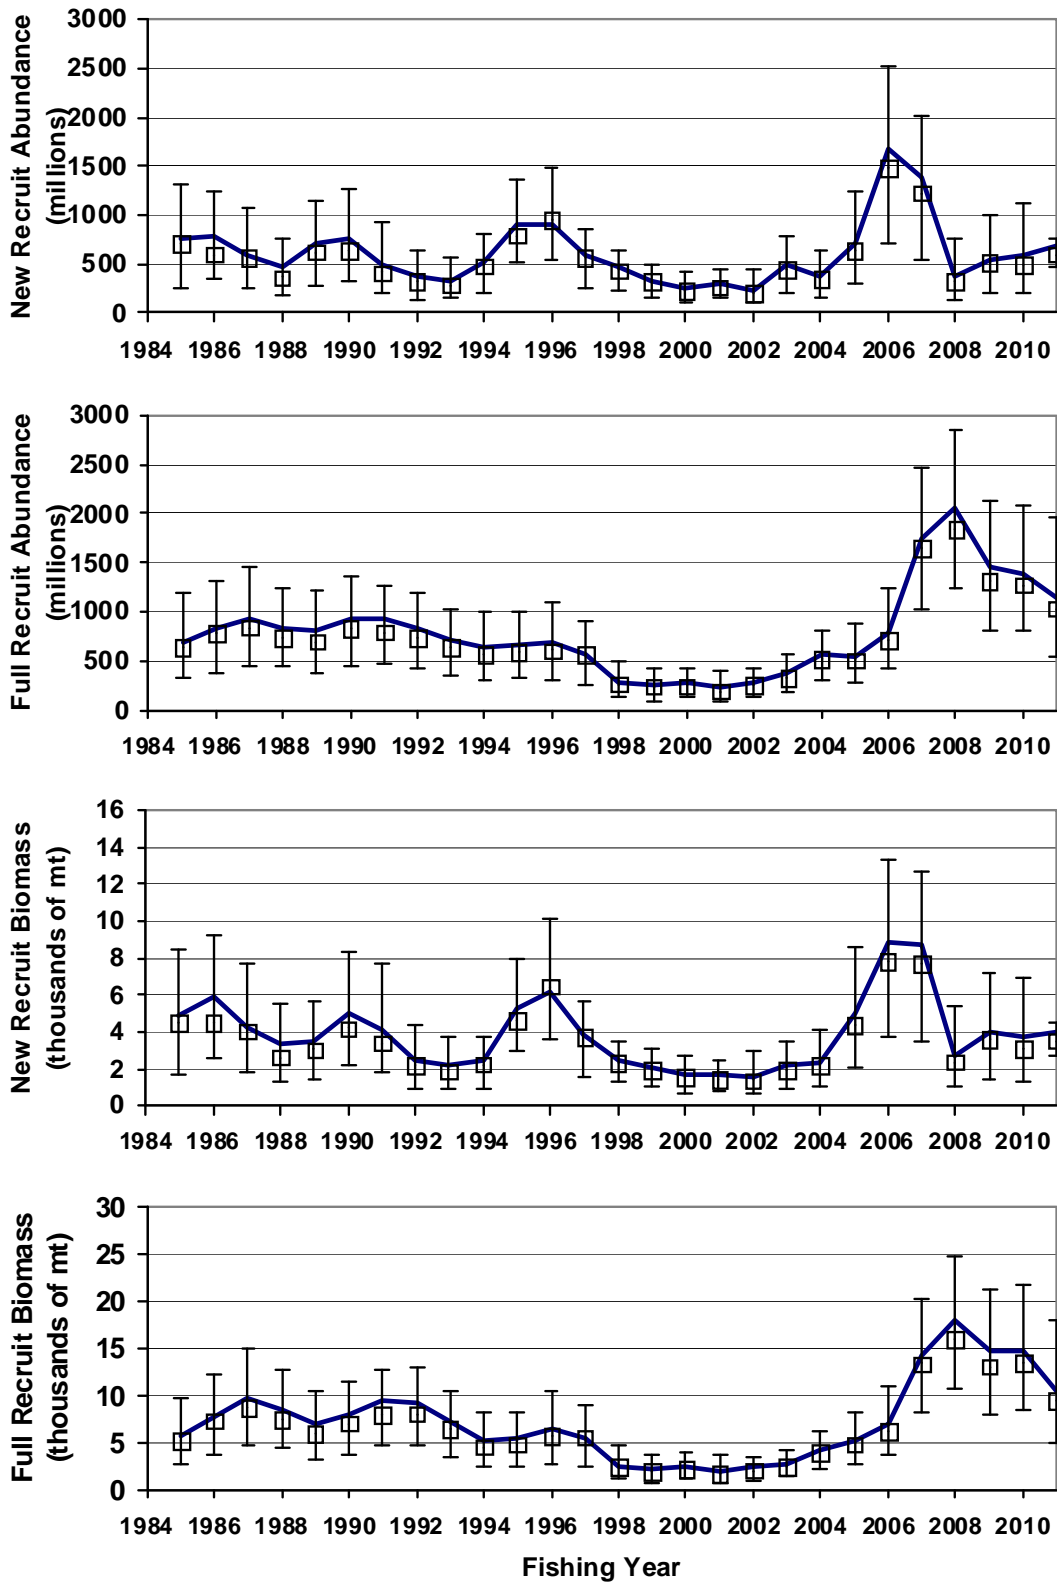 New Recruit Abundance
(millions)
3000
2500
2000
1500
1000
500
0
1984 1986 1988 1990 1992 1994 1996 1998 2000 2002 2004 2006 2008 2010
Full Recruit Abundance
(millions)
3000
2500
2000
1500
1000
500
0
1984 1986 1988 1990 1992 1994 1996 1998 2000 2002 2004 2006 2008 2010
New Recruit Biomass
(thousands of mt)
16
14
12
10
8
6
4
2
0
1984 1986 1988 1990 1992 1994 1996 1998 2000 2002 2004 2006 2008 2010
Full Recruit Biomass
(thousands of mt)
30
25
20
15
10
5
0
1984 1986 1988 1990 1992 1994 1996 1998 2000 2002 2004 2006 2008 2010
Fishing Year